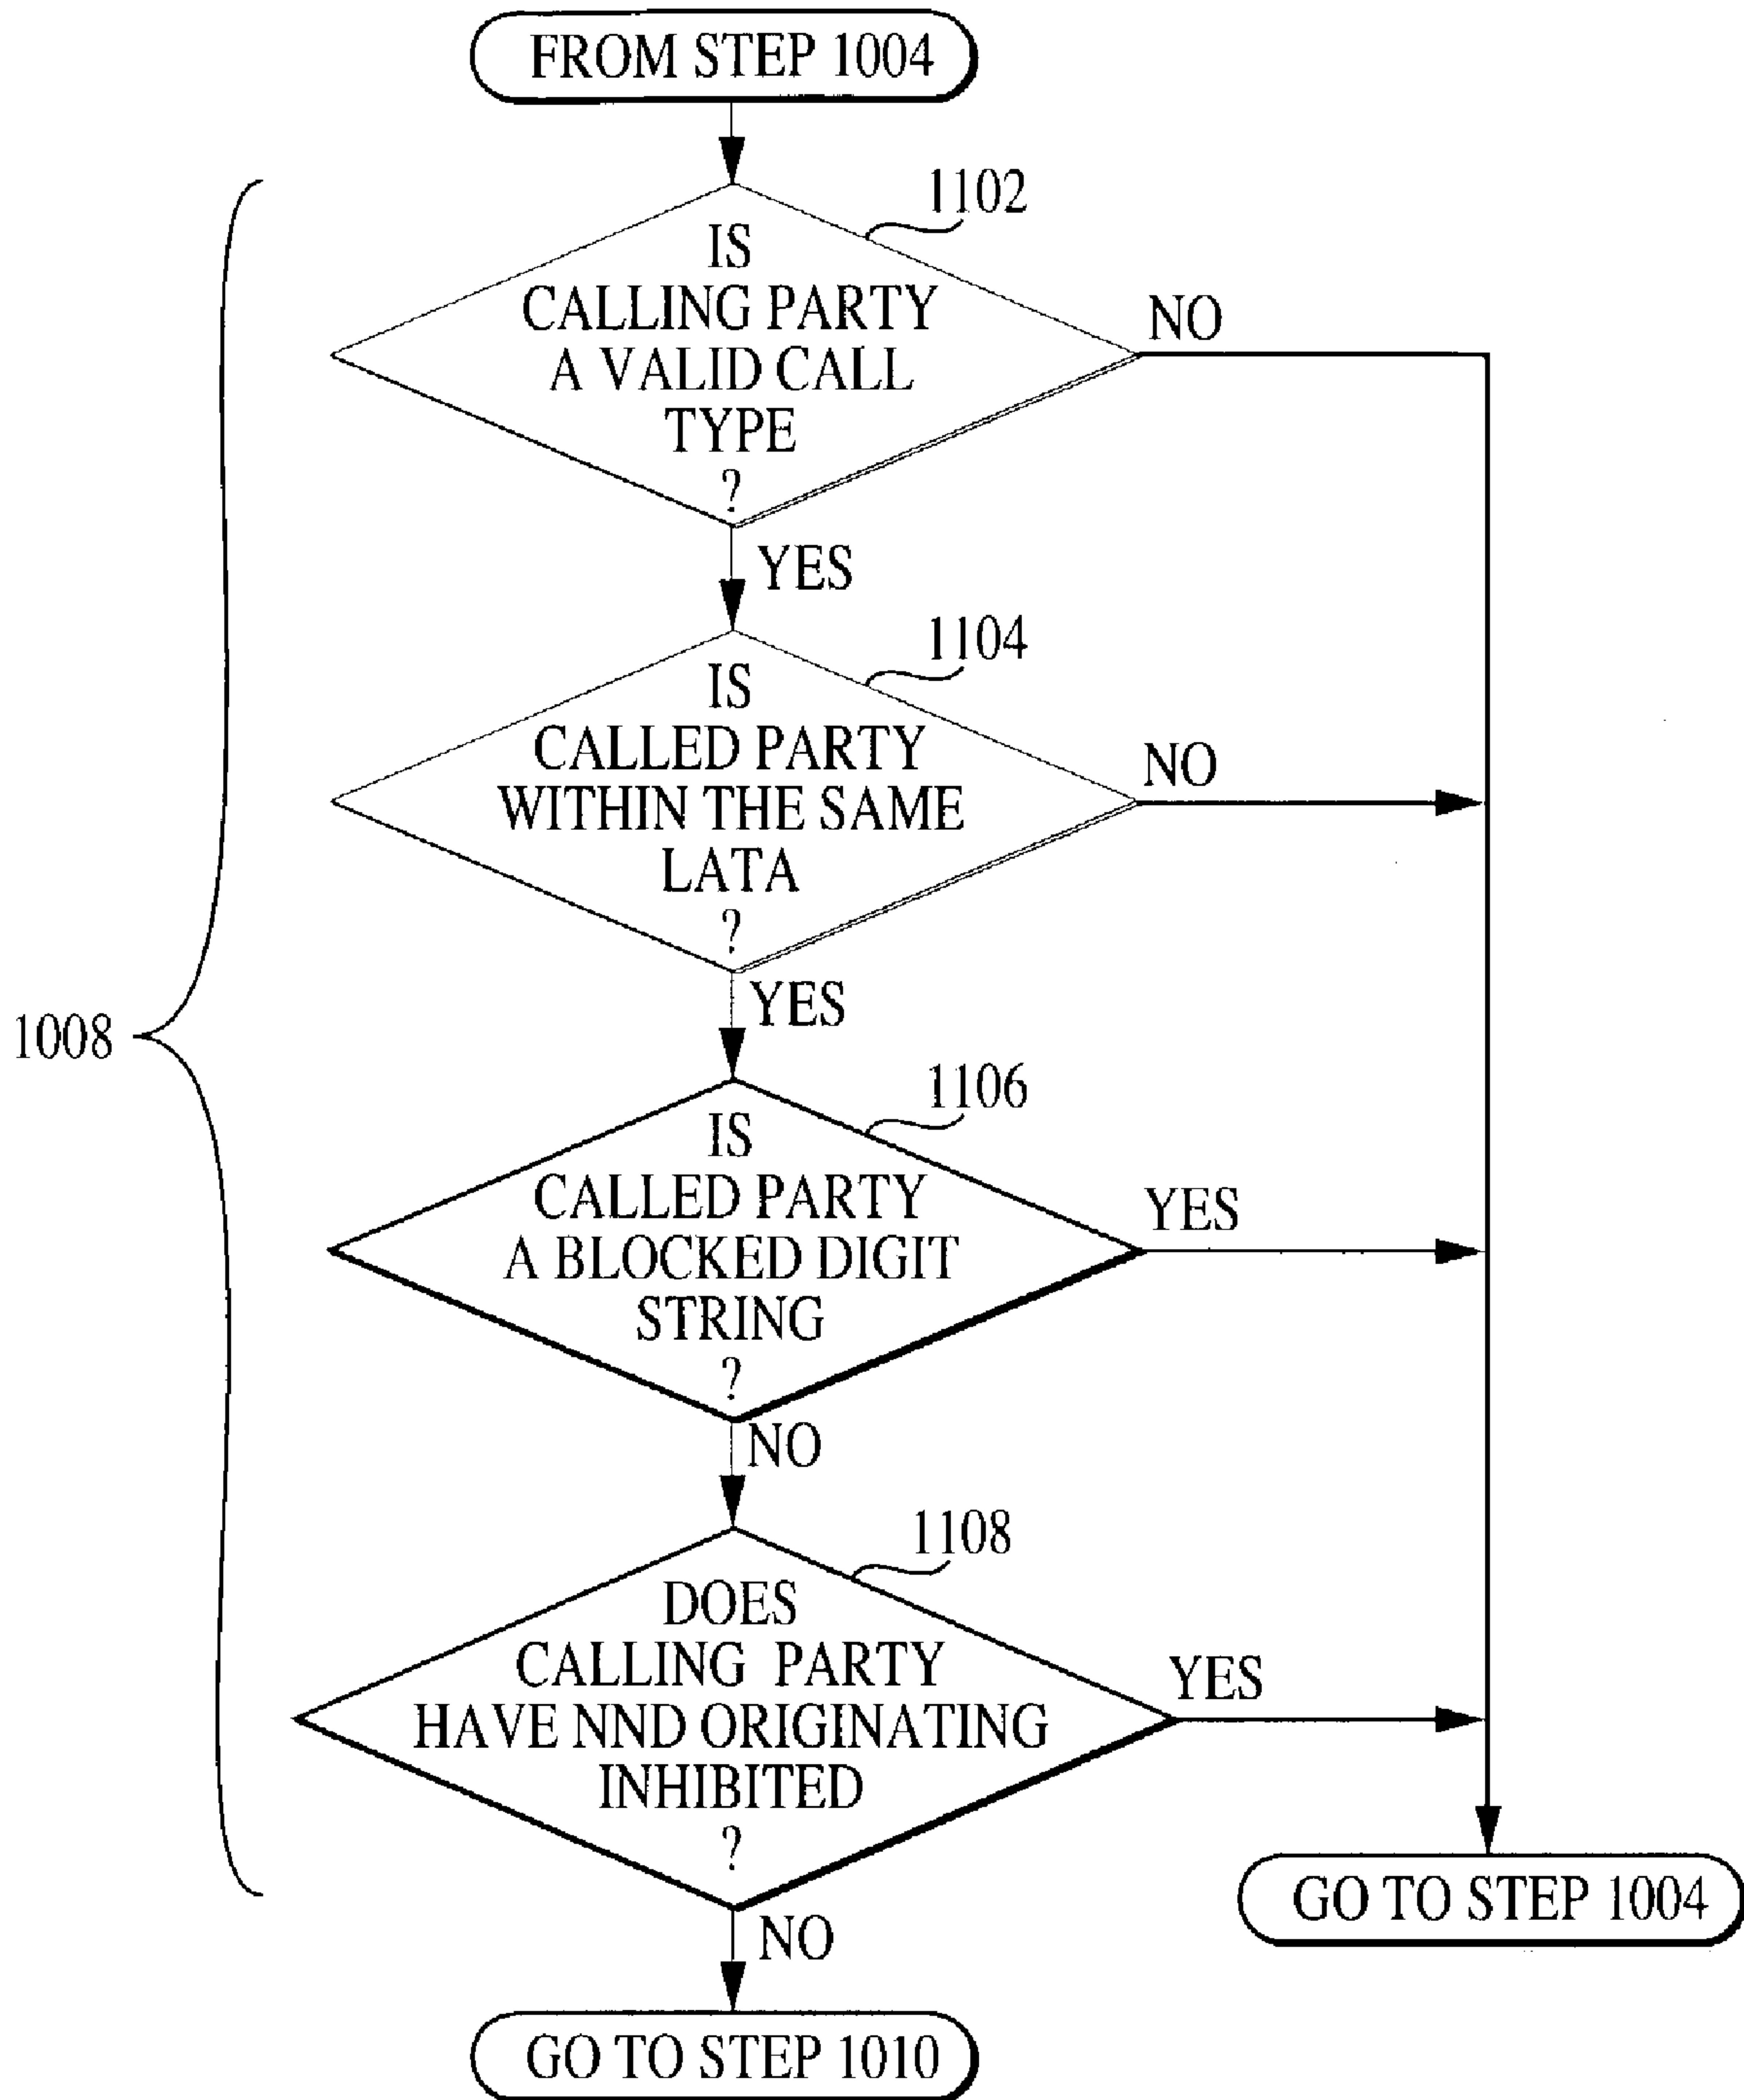 FROM STEP 1004
1102
IS
CALLING PARTY
A VALID CALL
TYPE
?
NO
YES
1104
IS
CALLED PARTY
WITHIN THE SAME
LATA
?
NO
YES
1008
1106
IS
CALLED PARTY
A BLOCKED DIGIT
STRING
?
YES
NO
1108
DOES
CALLING PARTY
HAVE NND ORIGINATING
INHIBITED
?
YES
NO
GO TO STEP 1004
GO TO STEP 1010